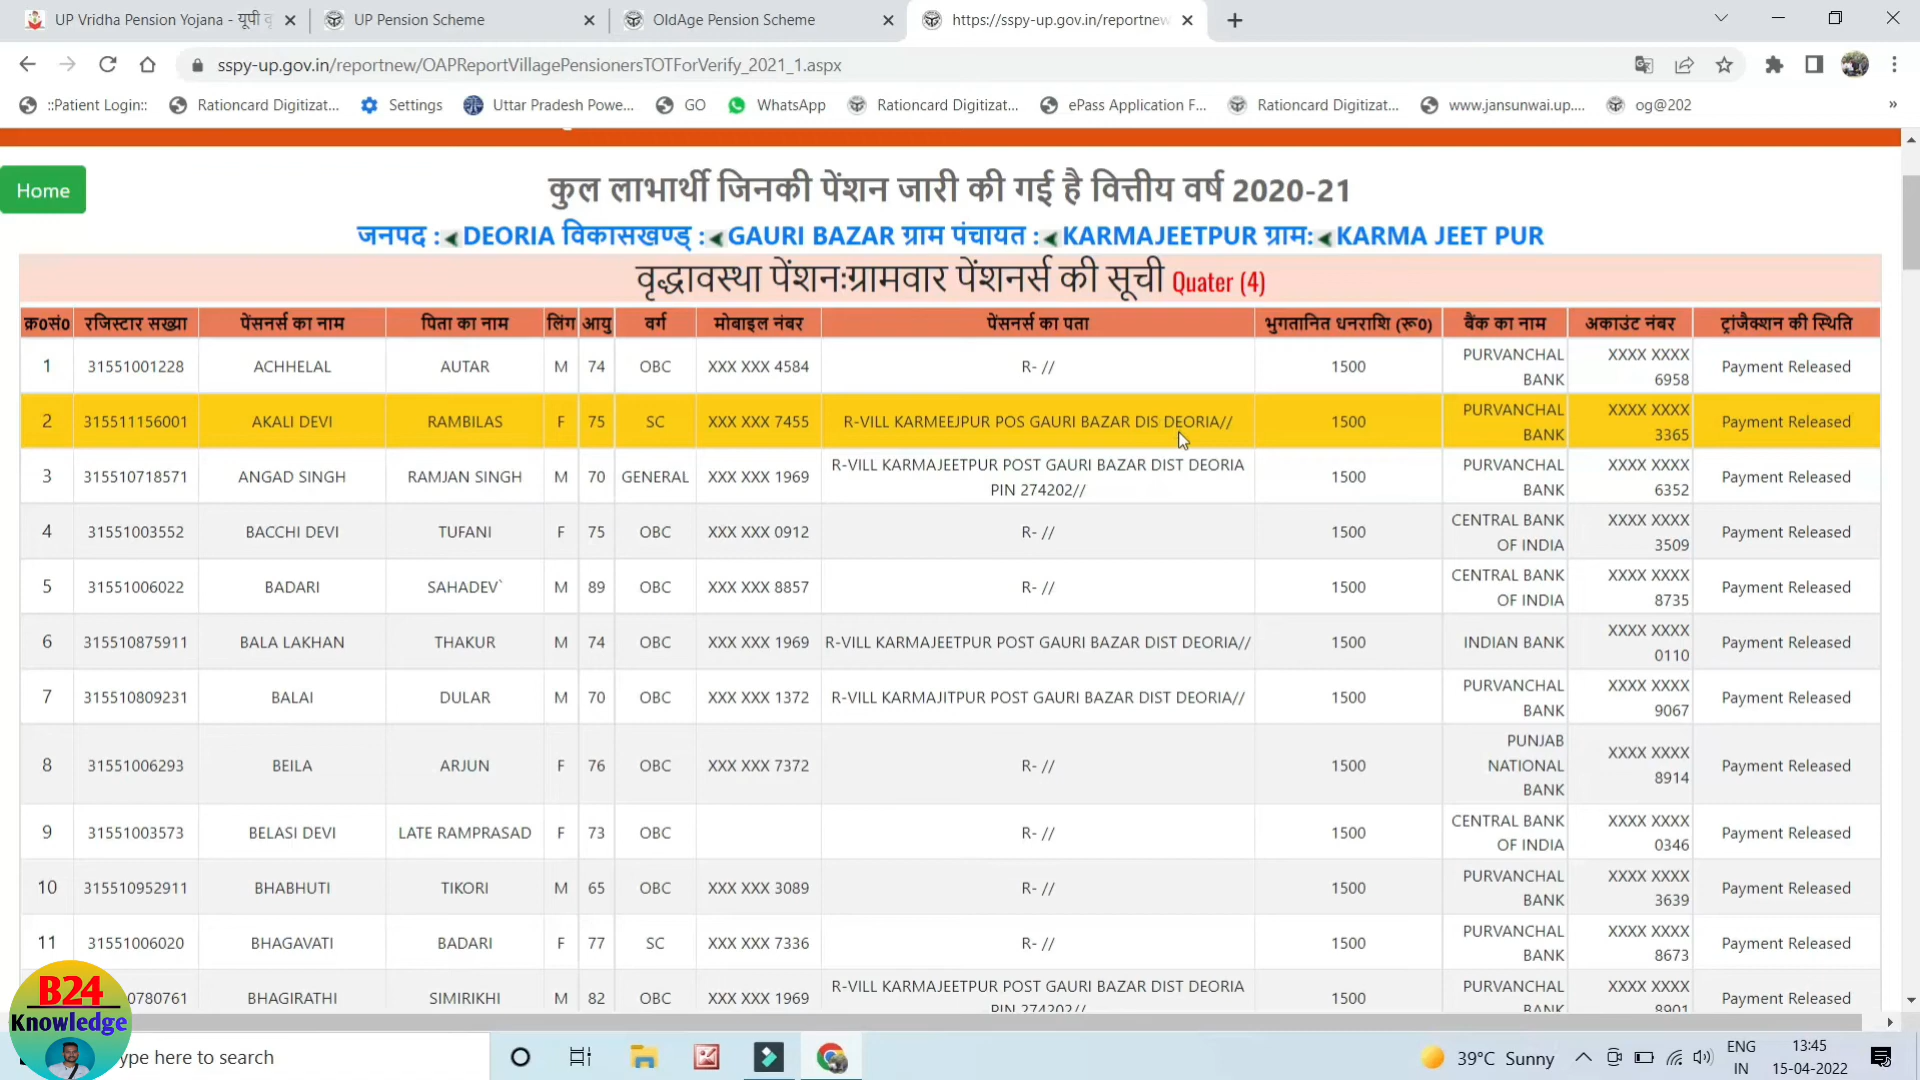 UP Vridha Pension Yojana - यूपी
UP Pension Scheme
OldAge Pension Scheme
https://sspy-up.gov.in/reportnew
sspy-up.gov.in/reportnew/OAPReportVillagePensionersTOTForVerify_2021_1.aspx
::Patient Login:: Rationcard Digitizat... Settings Uttar Pradesh Powe... GO WhatsApp Rationcard Digitizat... ePass Application F... Rationcard Digitizat... www.jansunwai.up.... og@202 »
Home
कुल लाभार्थी जिनकी पेंशन जारी की गई है वित्तीय वर्ष 2020-21
जनपद : DEORIA विकासखण्ड : GAURI BAZAR ग्राम पंचायत : KARMAJEETPUR ग्राम: KARMA JEET PUR
वृद्धावस्था पेंशनःग्रामवार पेंशनर्स की सूची Quater (4)
क्र०सं० रजिस्टार सख्या पेंसनर्स का नाम पिता का नाम लिंग आयु वर्ग मोबाइल नंबर पेंसनर्स का पता भुगतानित धनराशि (रू०) बैंक का नाम अकाउंट नंबर ट्रांजैक्शन की स्थिति
1 31551001228 ACHHELAL AUTAR M 74 OBC XXX XXX 4584 R- // 1500 PURVANCHAL BANK XXXX XXXX 6958 Payment Released
2 315511156001 AKALI DEVI RAMBILAS F 75 SC XXX XXX 7455 R-VILL KARMEEJPUR POS GAURI BAZAR DIS DEORIA// 1500 PURVANCHAL BANK XXXX XXXX 3365 Payment Released
3 315510718571 ANGAD SINGH RAMJAN SINGH M 70 GENERAL XXX XXX 1969 R-VILL KARMAJEETPUR POST GAURI BAZAR DIST DEORIA PIN 274202// 1500 PURVANCHAL BANK XXXX XXXX 6352 Payment Released
4 31551003552 BACCHI DEVI TUFANI F 75 OBC XXX XXX 0912 R- // 1500 CENTRAL BANK OF INDIA XXXX XXXX 3509 Payment Released
5 31551006022 BADARI SAHADEV` M 89 OBC XXX XXX 8857 R- // 1500 CENTRAL BANK OF INDIA XXXX XXXX 8735 Payment Released
6 315510875911 BALA LAKHAN THAKUR M 74 OBC XXX XXX 1969 R-VILL KARMAJEETPUR POST GAURI BAZAR DIST DEORIA// 1500 INDIAN BANK XXXX XXXX 0110 Payment Released
7 315510809231 BALAI DULAR M 70 OBC XXX XXX 1372 R-VILL KARMAJITPUR POST GAURI BAZAR DIST DEORIA// 1500 PURVANCHAL BANK XXXX XXXX 9067 Payment Released
8 31551006293 BEILA ARJUN F 76 OBC XXX XXX 7372 R- // 1500 PUNJAB NATIONAL BANK XXXX XXXX 8914 Payment Released
9 31551003573 BELASI DEVI LATE RAMPRASAD F 73 OBC R- // 1500 CENTRAL BANK OF INDIA XXXX XXXX 0346 Payment Released
10 315510952911 BHABHUTI TIKORI M 65 OBC XXX XXX 3089 R- // 1500 PURVANCHAL BANK XXXX XXXX 3639 Payment Released
11 31551006020 BHAGAVATI BADARI F 77 SC XXX XXX 7336 R- // 1500 PURVANCHAL BANK XXXX XXXX 8673 Payment Released
0780761 BHAGIRATHI SIMIRIKHI M 82 OBC XXX XXX 1969 R-VILL KARMAJEETPUR POST GAURI BAZAR DIST DEORIA PIN 274202// 1500 PURVANCHAL BANK XXXX XXXX 8901 Payment Released
B24
Knowledge
ype here to search
39°C Sunny
ENG
IN
13:45
15-04-2022